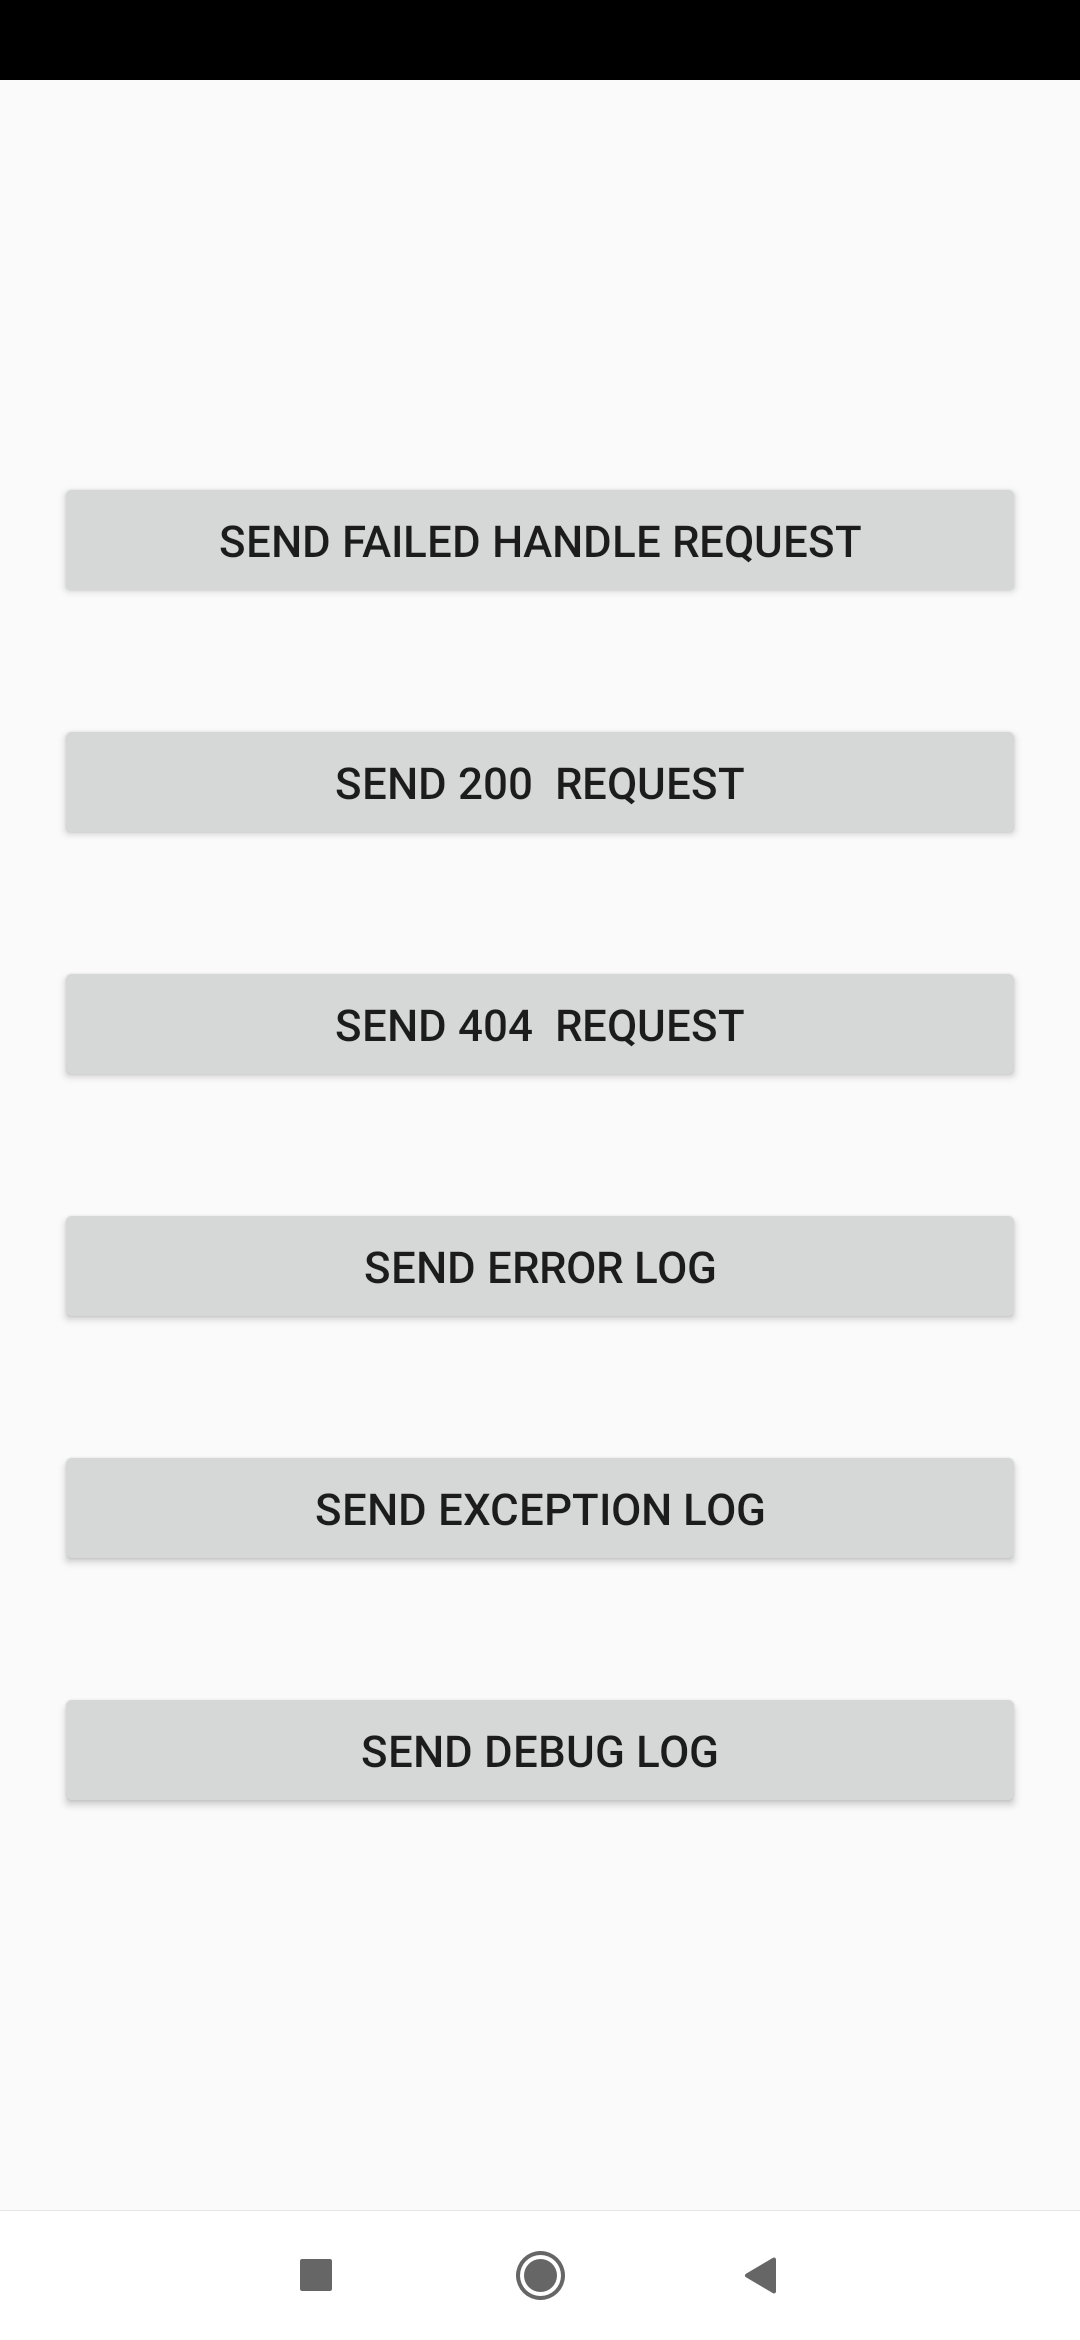 SEND FAILED HANDLE REQUEST
SEND 200  REQUEST
SEND 404  REQUEST
SEND ERROR LOG
SEND EXCEPTION LOG
SEND DEBUG LOG